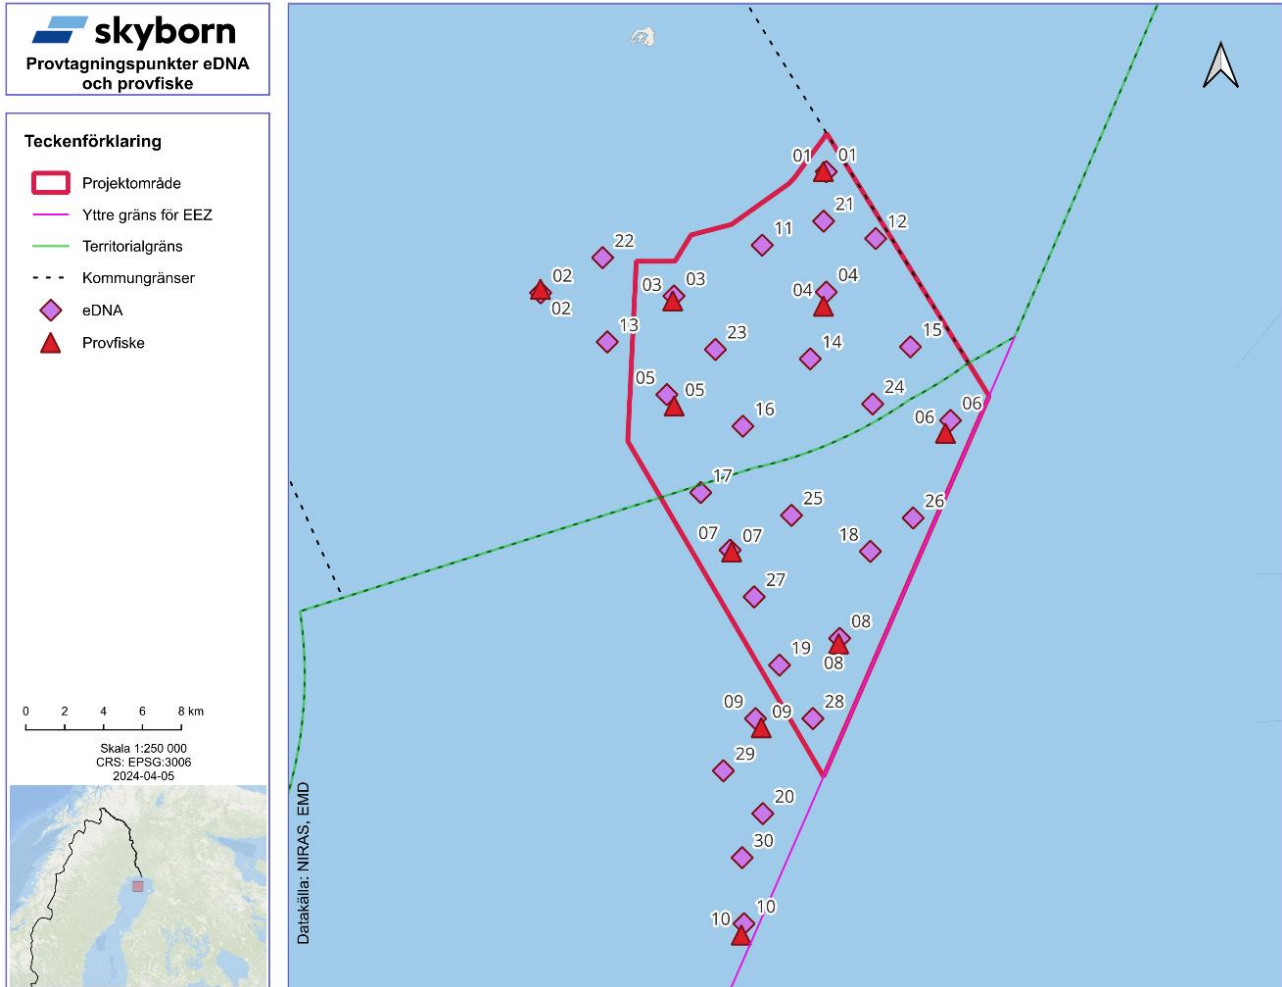 skyborn
Provtagningspunkter eDNA
och provfiske
Teckenförklaring
Projektområde
Yttre gräns för EEZ
Territorialgräns
Kommungränser
eDNA
Provfiske
0 2 4 6 8 km
Skala 1:250 000
CRS: EPSG:3006
2024-04-05
Datakälla: NIRAS, EMD
01 01
21
12
11
22
02
02
03 03
04
04
13
23
14
15
05 05
24
16
06 06
17
25
26
07 07
18
27
08
08
19
09 09
28
29
20
30
10 10